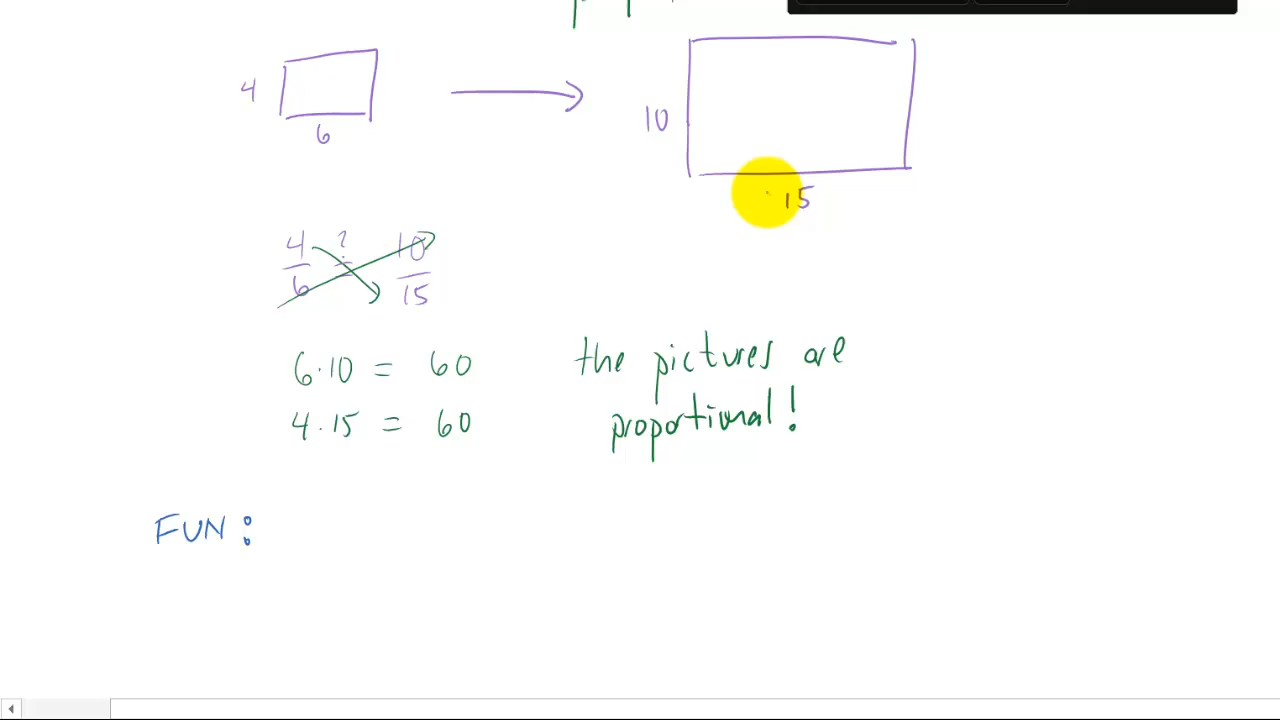 4
6
10
15
4/6 ?= 10/15
6·10 = 60
4·15 = 60
the pictures are
proportional!
FUN: